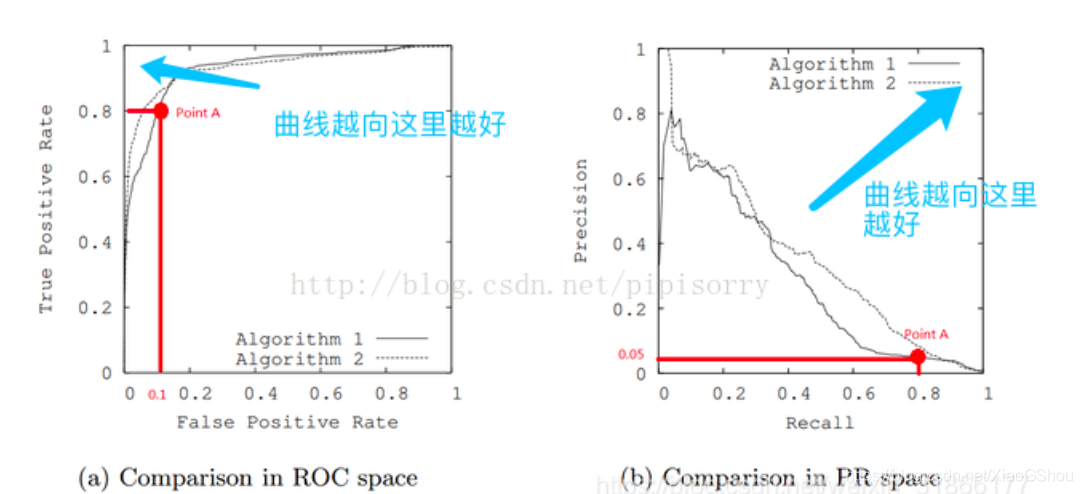 1
Algorithm 1
Algorithm 2
曲线越向这里越好
0.8
Point A
True Positive Rate
0.6
0.4
0.2
Algorithm 1
Algorithm 2
0
0 0.1 0.2 0.4 0.6 0.8 1
False Positive Rate
(a) Comparison in ROC space
1
0.8
Precision
0.6
曲线越向这里
越好
0.4
0.2
Point A
0.05
0
0 0.2 0.4 0.6 0.8 1
Recall
(b) Comparison in PR space
http://blog.csdn.net/pipisorry